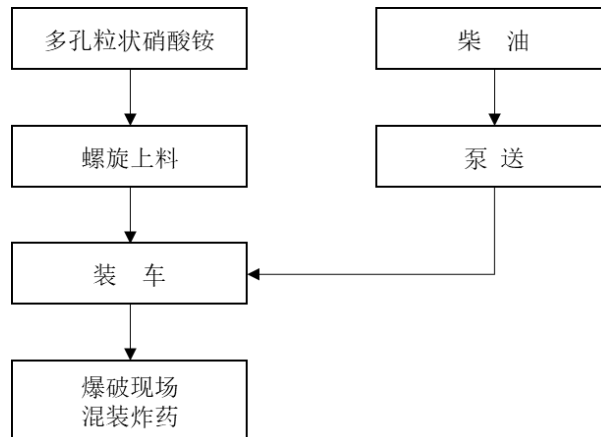 多孔粒状硝酸铵
柴 油
螺旋上料
泵 送
装 车
爆破现场
混装炸药